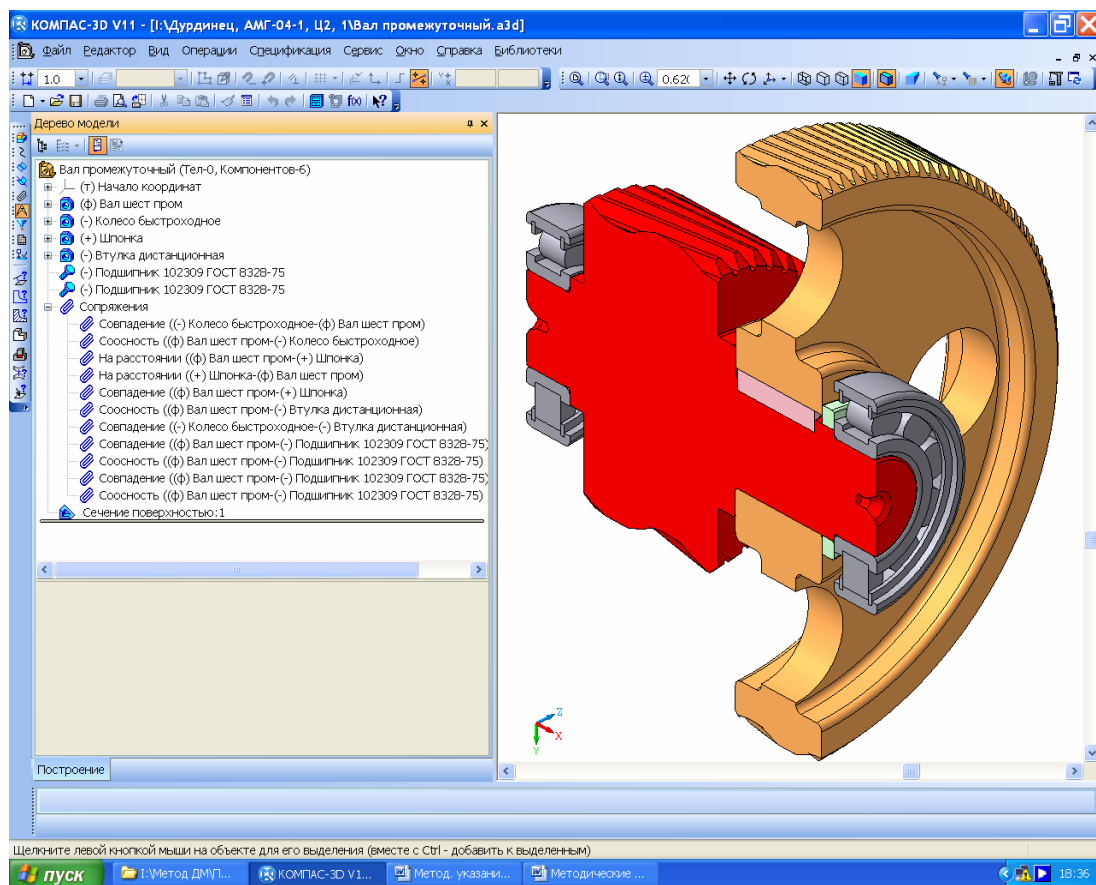 КОМПАС-3D V11 - [I:\Дурдинец, АМГ-04-1, Ц2, 1\Вал промежуточный.a3d]
Файл Редактор Вид Операции Спецификация Сервис Окно Справка Библиотеки
1.0 0.62(
f(x)
Дерево модели
Вал промежуточный (Тел-0, Компонентов-6)
(т) Начало координат
(ф) Вал шест пром
(-) Колесо быстроходное
(+) Шпонка
(-) Втулка дистанционная
(-) Подшипник 102309 ГОСТ 8328-75
(-) Подшипник 102309 ГОСТ 8328-75
Сопряжения
Совпадение ((-) Колесо быстроходное-(ф) Вал шест пром)
Соосность ((ф) Вал шест пром-(-) Колесо быстроходное)
На расстоянии ((ф) Вал шест пром-(+) Шпонка)
На расстоянии ((+) Шпонка-(ф) Вал шест пром)
Совпадение ((ф) Вал шест пром-(+) Шпонка)
Соосность ((ф) Вал шест пром-(-) Втулка дистанционная)
Совпадение ((-) Колесо быстроходное-(-) Втулка дистанционная)
Совпадение ((ф) Вал шест пром-(-) Подшипник 102309 ГОСТ 8328-75)
Соосность ((ф) Вал шест пром-(-) Подшипник 102309 ГОСТ 8328-75)
Совпадение ((ф) Вал шест пром-(-) Подшипник 102309 ГОСТ 8328-75)
Соосность ((ф) Вал шест пром-(-) Подшипник 102309 ГОСТ 8328-75)
Сечение поверхностью:1
Z
X
Y
Построение
Щелкните левой кнопкой мыши на объекте для его выделения (вместе с Ctrl - добавить к выделенным)
пуск I:\Метод ДМ\П... КОМПАС-3D V1... Метод. указани... Методические ... 18:36